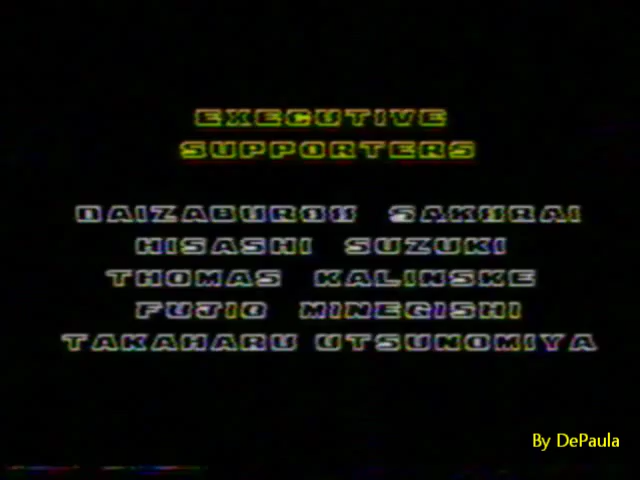 EXECUTIVE
SUPPORTERS
DAIZABUROU SAKURAI
HISASHI SUZUKI
THOMAS KALINSKE
FUJIO MINEGISHI
TAKAHARU UTSUNOMIYA
By DePaula